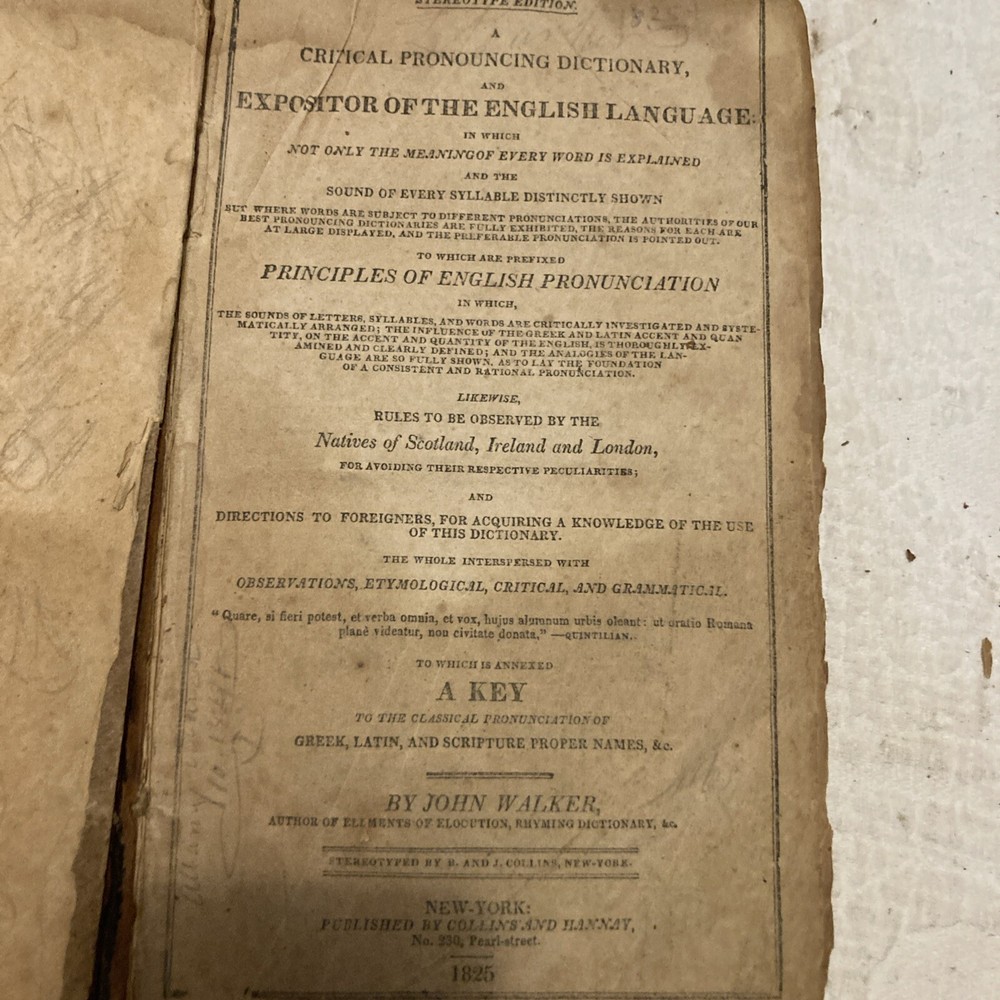 STEREOTYPE EDITION.
A
CRITICAL PRONOUNCING DICTIONARY,
AND
EXPOSITOR OF THE ENGLISH LANGUAGE:
IN WHICH
NOT ONLY THE MEANING OF EVERY WORD IS EXPLAINED
AND THE
SOUND OF EVERY SYLLABLE DISTINCTLY SHOWN
BUT WHERE WORDS ARE SUBJECT TO DIFFERENT PRONUNCIATIONS, THE AUTHORITIES OF OUR
BEST PRONOUNCING DICTIONARIES ARE FULLY EXHIBITED, THE REASONS FOR EACH ARE
AT LARGE DISPLAYED, AND THE PREFERABLE PRONUNCIATION IS POINTED OUT.
TO WHICH ARE PREFIXED
PRINCIPLES OF ENGLISH PRONUNCIATION
IN WHICH,
THE SOUNDS OF LETTERS, SYLLABLES, AND WORDS ARE CRITICALLY INVESTIGATED AND SYSTE-
MATICALLY ARRANGED; THE INFLUENCE OF THE GREEK AND LATIN ACCENT AND QUAN
TITY, ON THE ACCENT AND QUANTITY OF THE ENGLISH, IS THOROUGHLY EX-
AMINED AND CLEARLY DEFINED; AND THE ANALOGIES OF THE LAN-
GUAGE ARE SO FULLY SHOWN, AS TO LAY THE FOUNDATION
OF A CONSISTENT AND RATIONAL PRONUNCIATION.
LIKEWISE,
RULES TO BE OBSERVED BY THE
Natives of Scotland, Ireland and London,
FOR AVOIDING THEIR RESPECTIVE PECULIARITIES;
AND
DIRECTIONS TO FOREIGNERS, FOR ACQUIRING A KNOWLEDGE OF THE USE
OF THIS DICTIONARY.
THE WHOLE INTERSPERSED WITH
OBSERVATIONS, ETYMOLOGICAL, CRITICAL, AND GRAMMATICAL.
"Quare, si fieri potest, et verba omnia, et vox, hujus alumnum urbis oleant: ut oratio Romana
planè videatur, non civitate donata." —QUINTILIAN.
TO WHICH IS ANNEXED
A KEY
TO THE CLASSICAL PRONUNCIATION OF
GREEK, LATIN, AND SCRIPTURE PROPER NAMES, &c.
BY JOHN WALKER,
AUTHOR OF ELEMENTS OF ELOCUTION, RHYMING DICTIONARY, &c.
STEREOTYPED BY B. AND J. COLLINS, NEW-YORK.
NEW-YORK:
PUBLISHED BY COLLINS AND HANNAY,
No. 230, Pearl-street.
1825